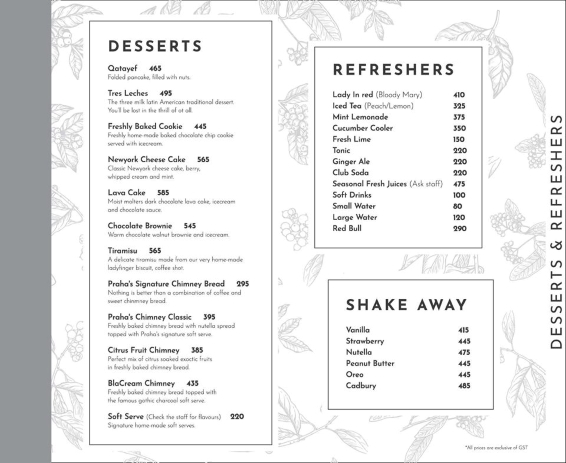 DESSERTS
Qatayef 465
Folded pancake, filled with nuts.
Tres Leches 495
The three milk latin American traditional dessert.
You'll be lost in the thrill of it all.
Freshly Baked Cookie 445
Freshly home-made baked chocolate chip cookie
served with icecream.
Newyork Cheese Cake 565
Classic Newyork cheese cake, berry,
whipped cream and mint.
Lava Cake 585
Moist molters dark chocolate lava cake, icecream
and chocolate sauce.
Chocolate Brownie 545
Warm chocolate walnut brownie and icecream.
Tiramisu 565
A delicate tiramisu made from our very home-made
ladyfinger biscuit, coffee shot.
Praha's Signature Chimney Bread 295
Nothing is better than a combination of coffee and
sweet chimney bread.
Praha's Chimney Classic 395
Freshly baked chimney bread with nutella spread
topped with Praha's signature soft serve.
Citrus Fruit Chimney 385
Perfect mix of citrus soaked exotic fruits
in freshly baked chimney bread.
BloCream Chimney 435
Freshly baked chimney bread topped with
the famous gothic charcoal soft serve.
Soft Serve (Check the staff for flavours) 220
Signature home-made soft serves.
REFRESHERS
Lady In red (Bloody Mary) 410
Iced Tea (Peach/Lemon) 325
Mint Lemonade 375
Cucumber Cooler 350
Fresh Lime 150
Tonic 220
Ginger Ale 220
Club Soda 220
Seasonal Fresh Juices (Ask staff) 475
Soft Drinks 100
Small Water 80
Large Water 120
Red Bull 290
SHAKE AWAY
Vanilla 415
Strawberry 445
Nutella 475
Peanut Butter 445
Oreo 445
Cadbury 485
*All prices are exclusive of GST
DESSERTS & REFRESHERS